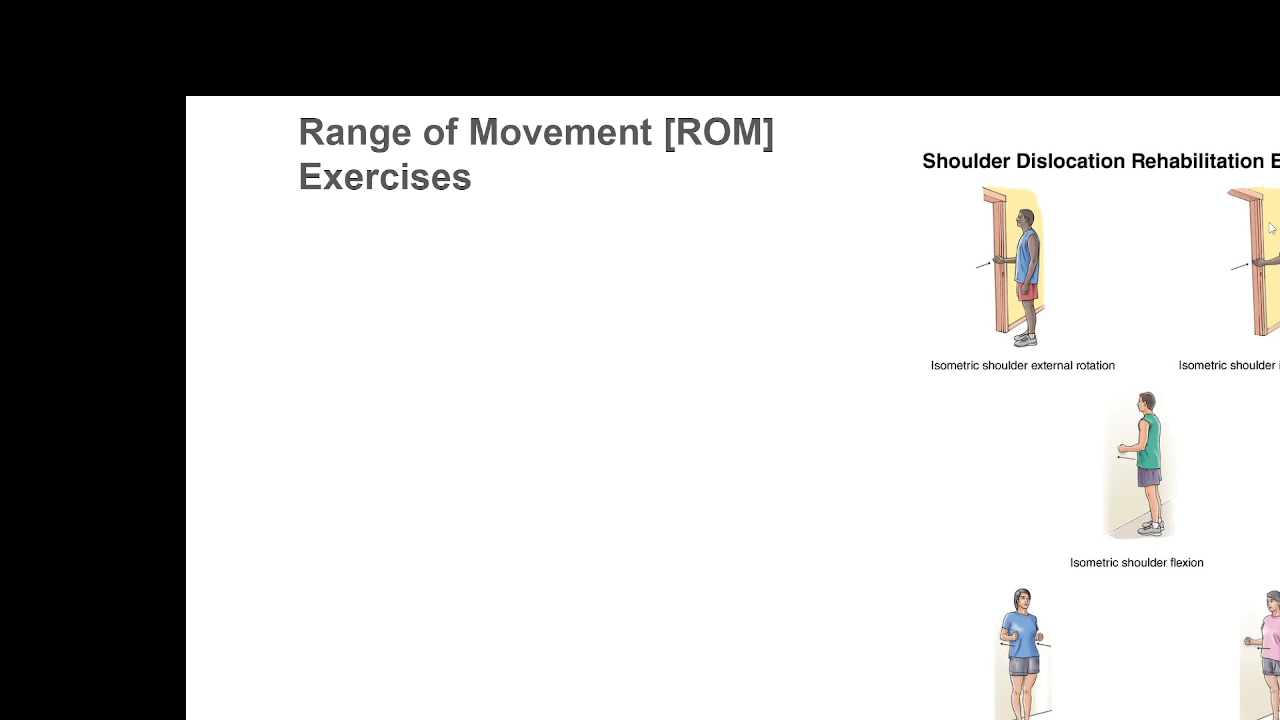 Range of Movement [ROM]
Exercises
Shoulder Dislocation Rehabilitation
Isometric shoulder external rotation
Isometric shoulder
Isometric shoulder flexion